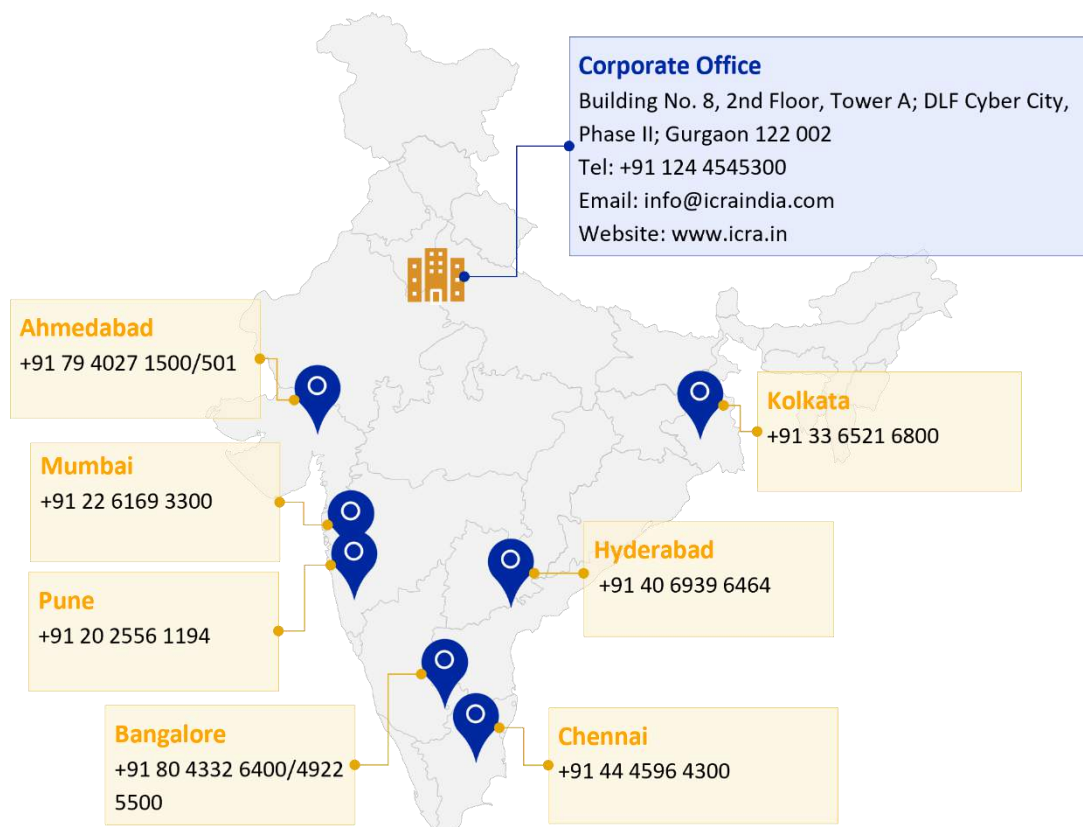 Corporate Office
Building No. 8, 2nd Floor, Tower A; DLF Cyber City,
Phase II; Gurgaon 122 002
Tel: +91 124 4545300
Email: info@icraindia.com
Website: www.icra.in
Ahmedabad
+91 79 4027 1500/501
Kolkata
+91 33 6521 6800
Mumbai
+91 22 6169 3300
Hyderabad
+91 40 6939 6464
Pune
+91 20 2556 1194
Bangalore
+91 80 4332 6400/4922
5500
Chennai
+91 44 4596 4300